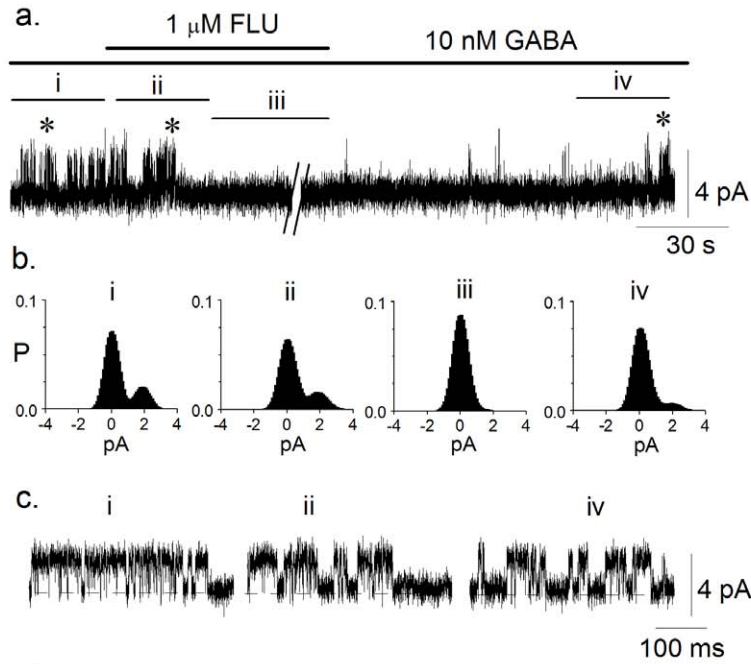 a.
1 μM FLU
10 nM GABA
i ii iii iv
* * *
4 pA
30 s
b.
i ii iii iv
0.1 0.1 0.1 0.1
P
0.0 0.0 0.0 0.0
-4 -2 0 2 4 -4 -2 0 2 4 -4 -2 0 2 4 -4 -2 0 2 4
pA pA pA pA
c.
i ii iv
4 pA
100 ms